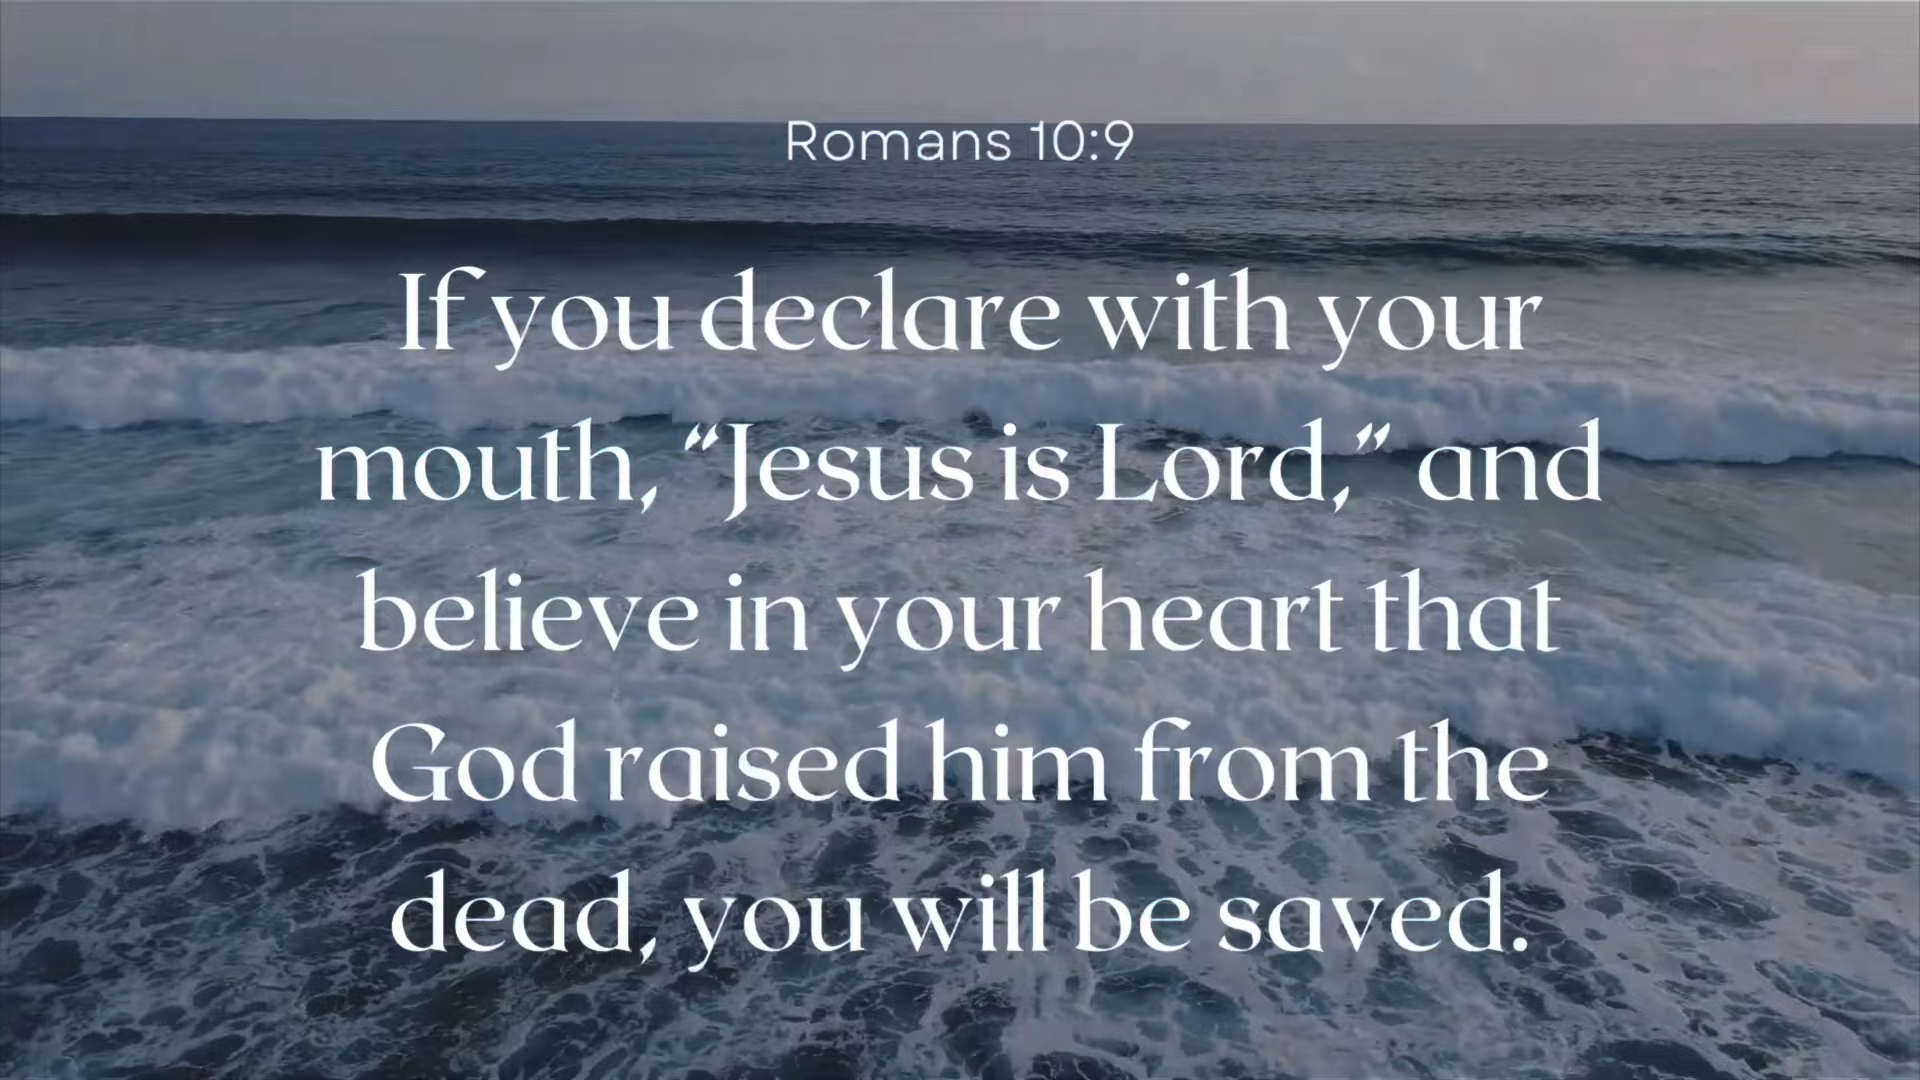 Romans 10:9
If you declare with your
mouth, “Jesus is Lord,” and
believe in your heart that
God raised him from the
dead, you will be saved.